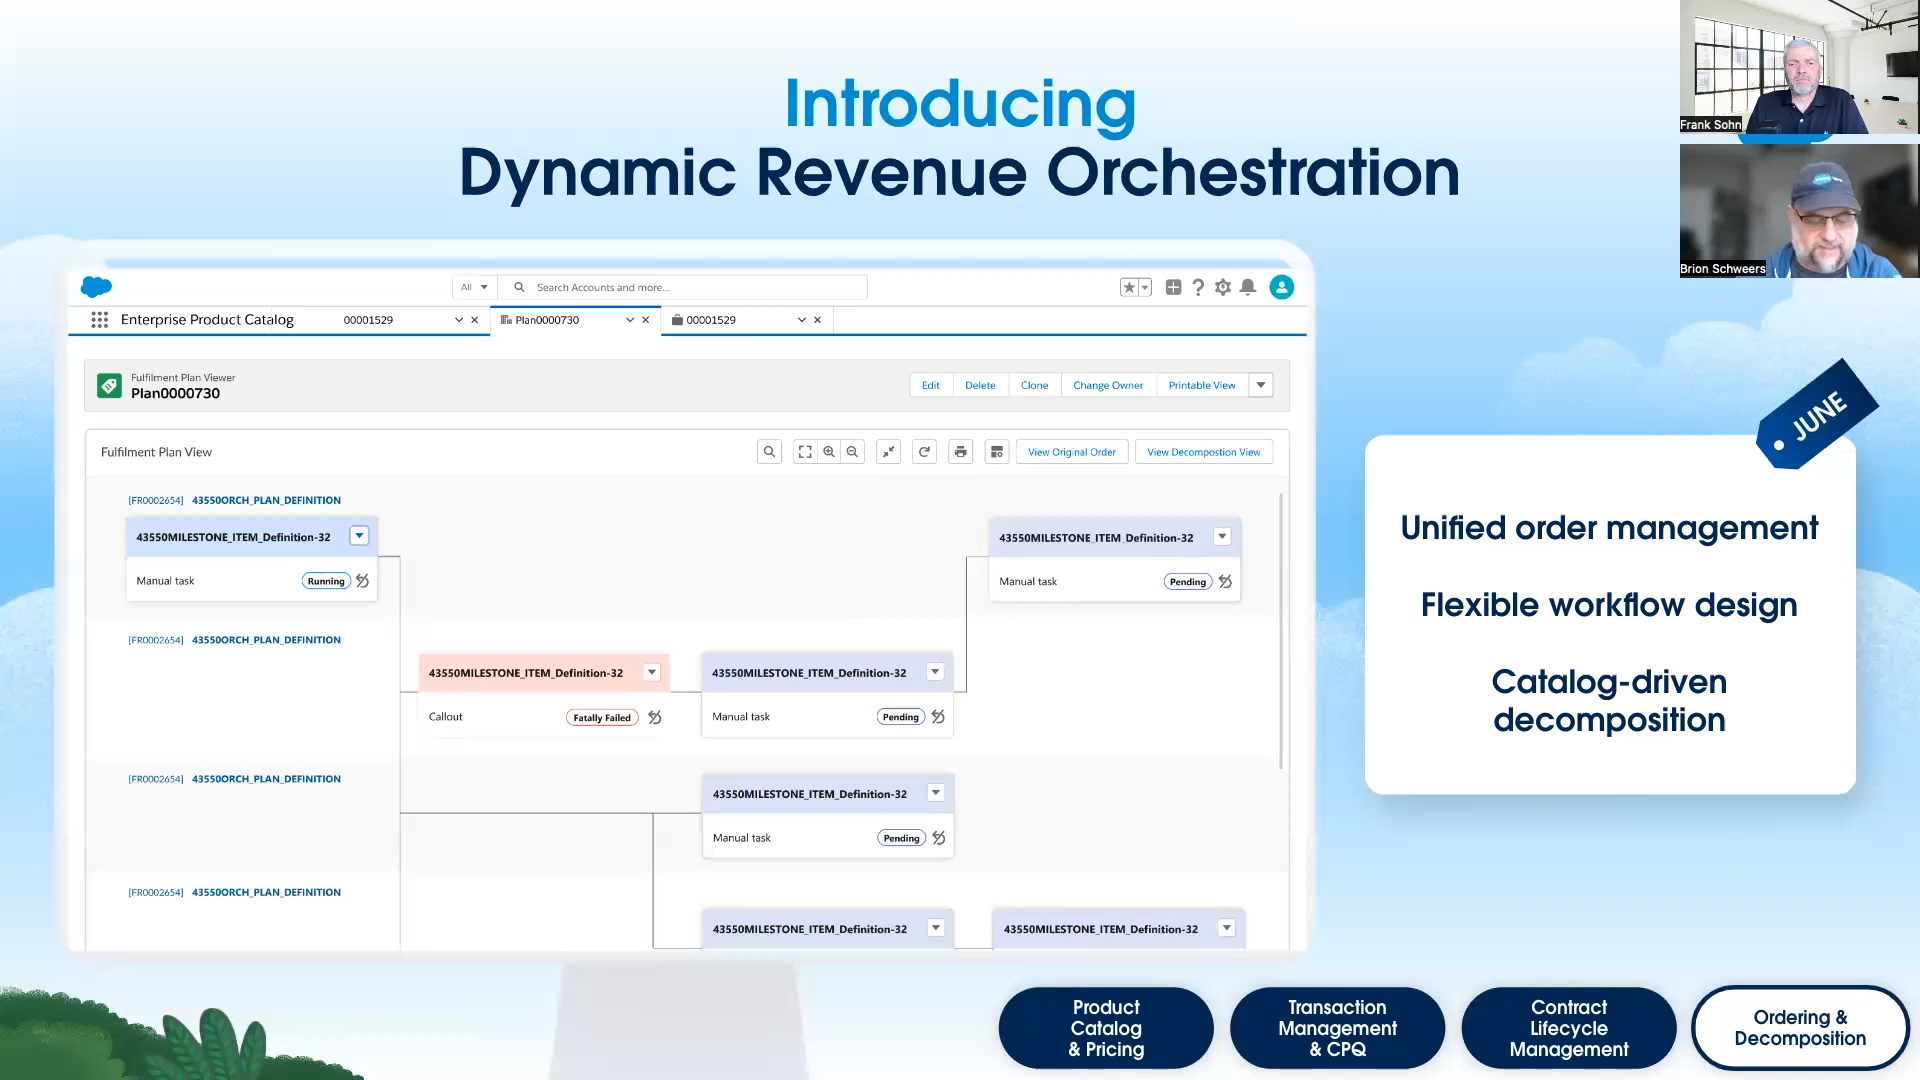 Introducing
Dynamic Revenue Orchestration
Frank Sohn
Brion Schweers
All
Search Accounts and more...
Enterprise Product Catalog
00001529
Plan0000730
00001529
Fulfilment Plan Viewer
Plan0000730
Edit
Delete
Clone
Change Owner
Printable View
Fulfilment Plan View
View Original Order
View Decompostion View
[FR0002654] 43550ORCH_PLAN_DEFINITION
43550MILESTONE_ITEM_Definition-32
Manual task
Running
43550MILESTONE_ITEM_Definition-32
Manual task
Pending
[FR0002654] 43550ORCH_PLAN_DEFINITION
43550MILESTONE_ITEM_Definition-32
Callout
Fatally Failed
43550MILESTONE_ITEM_Definition-32
Manual task
Pending
[FR0002654] 43550ORCH_PLAN_DEFINITION
43550MILESTONE_ITEM_Definition-32
Manual task
Pending
[FR0002654] 43550ORCH_PLAN_DEFINITION
43550MILESTONE_ITEM_Definition-32
43550MILESTONE_ITEM_Definition-32
JUNE
Unified order management
Flexible workflow design
Catalog-driven
decomposition
Product
Catalog
& Pricing
Transaction
Management
& CPQ
Contract
Lifecycle
Management
Ordering &
Decomposition